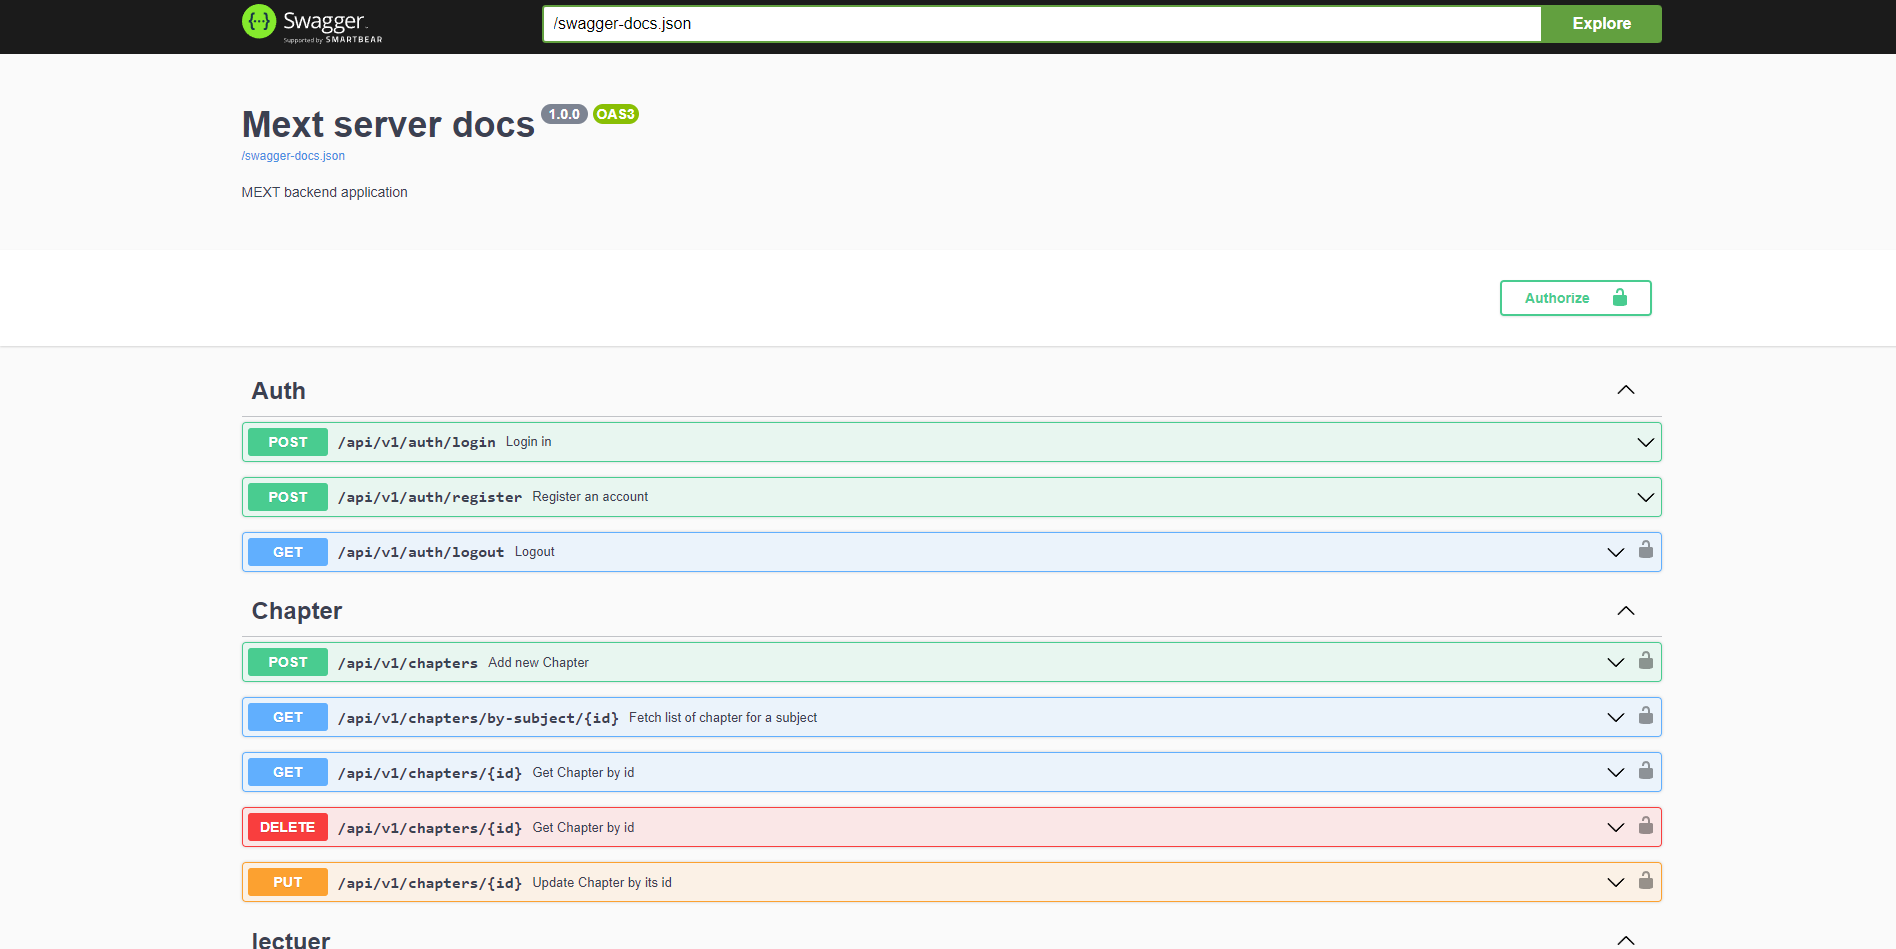 Swagger
Supported by SMARTBEAR
/swagger-docs.json
Explore
Mext server docs 1.0.0 OAS3
/swagger-docs.json
MEXT backend application
Authorize
Auth
POST /api/v1/auth/login Login in
POST /api/v1/auth/register Register an account
GET /api/v1/auth/logout Logout
Chapter
POST /api/v1/chapters Add new Chapter
GET /api/v1/chapters/by-subject/{id} Fetch list of chapter for a subject
GET /api/v1/chapters/{id} Get Chapter by id
DELETE /api/v1/chapters/{id} Get Chapter by id
PUT /api/v1/chapters/{id} Update Chapter by its id
lectuer